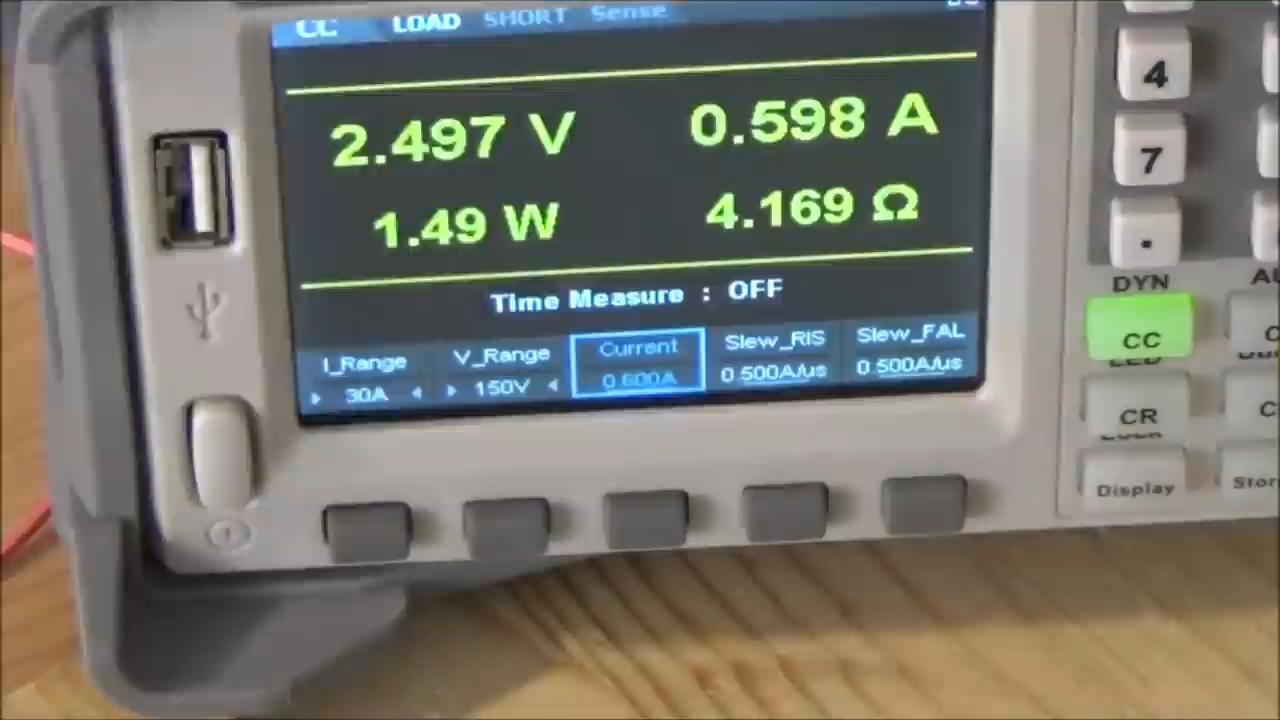 CC LOAD SHORT Sense
2.497 V 0.598 A
1.49 W 4.169 Ω
Time Measure : OFF
I_Range V_Range Current Slew_RIS Slew_FAL
30A 150V 0.600A 0.500A/us 0.500A/us
4
7
.
DYN
CC
LED
CR
Display